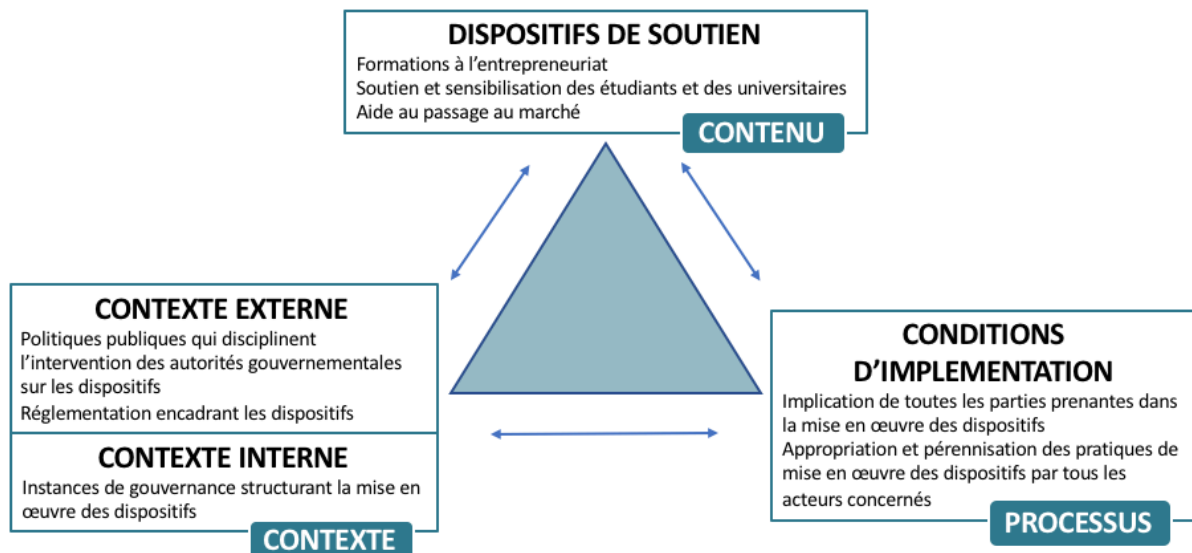 DISPOSITIFS DE SOUTIEN
Formations à l’entrepreneuriat
Soutien et sensibilisation des étudiants et des universitaires
Aide au passage au marché
CONTENU
CONTEXTE EXTERNE
Politiques publiques qui disciplinent
l’intervention des autorités gouvernementales
sur les dispositifs
Réglementation encadrant les dispositifs
CONTEXTE INTERNE
Instances de gouvernance structurant la mise en
œuvre des dispositifs
CONTEXTE
CONDITIONS
D’IMPLEMENTATION
Implication de toutes les parties prenantes dans
la mise en œuvre des dispositifs
Appropriation et pérennisation des pratiques de
mise en œuvre des dispositifs par tous les
acteurs concernés
PROCESSUS